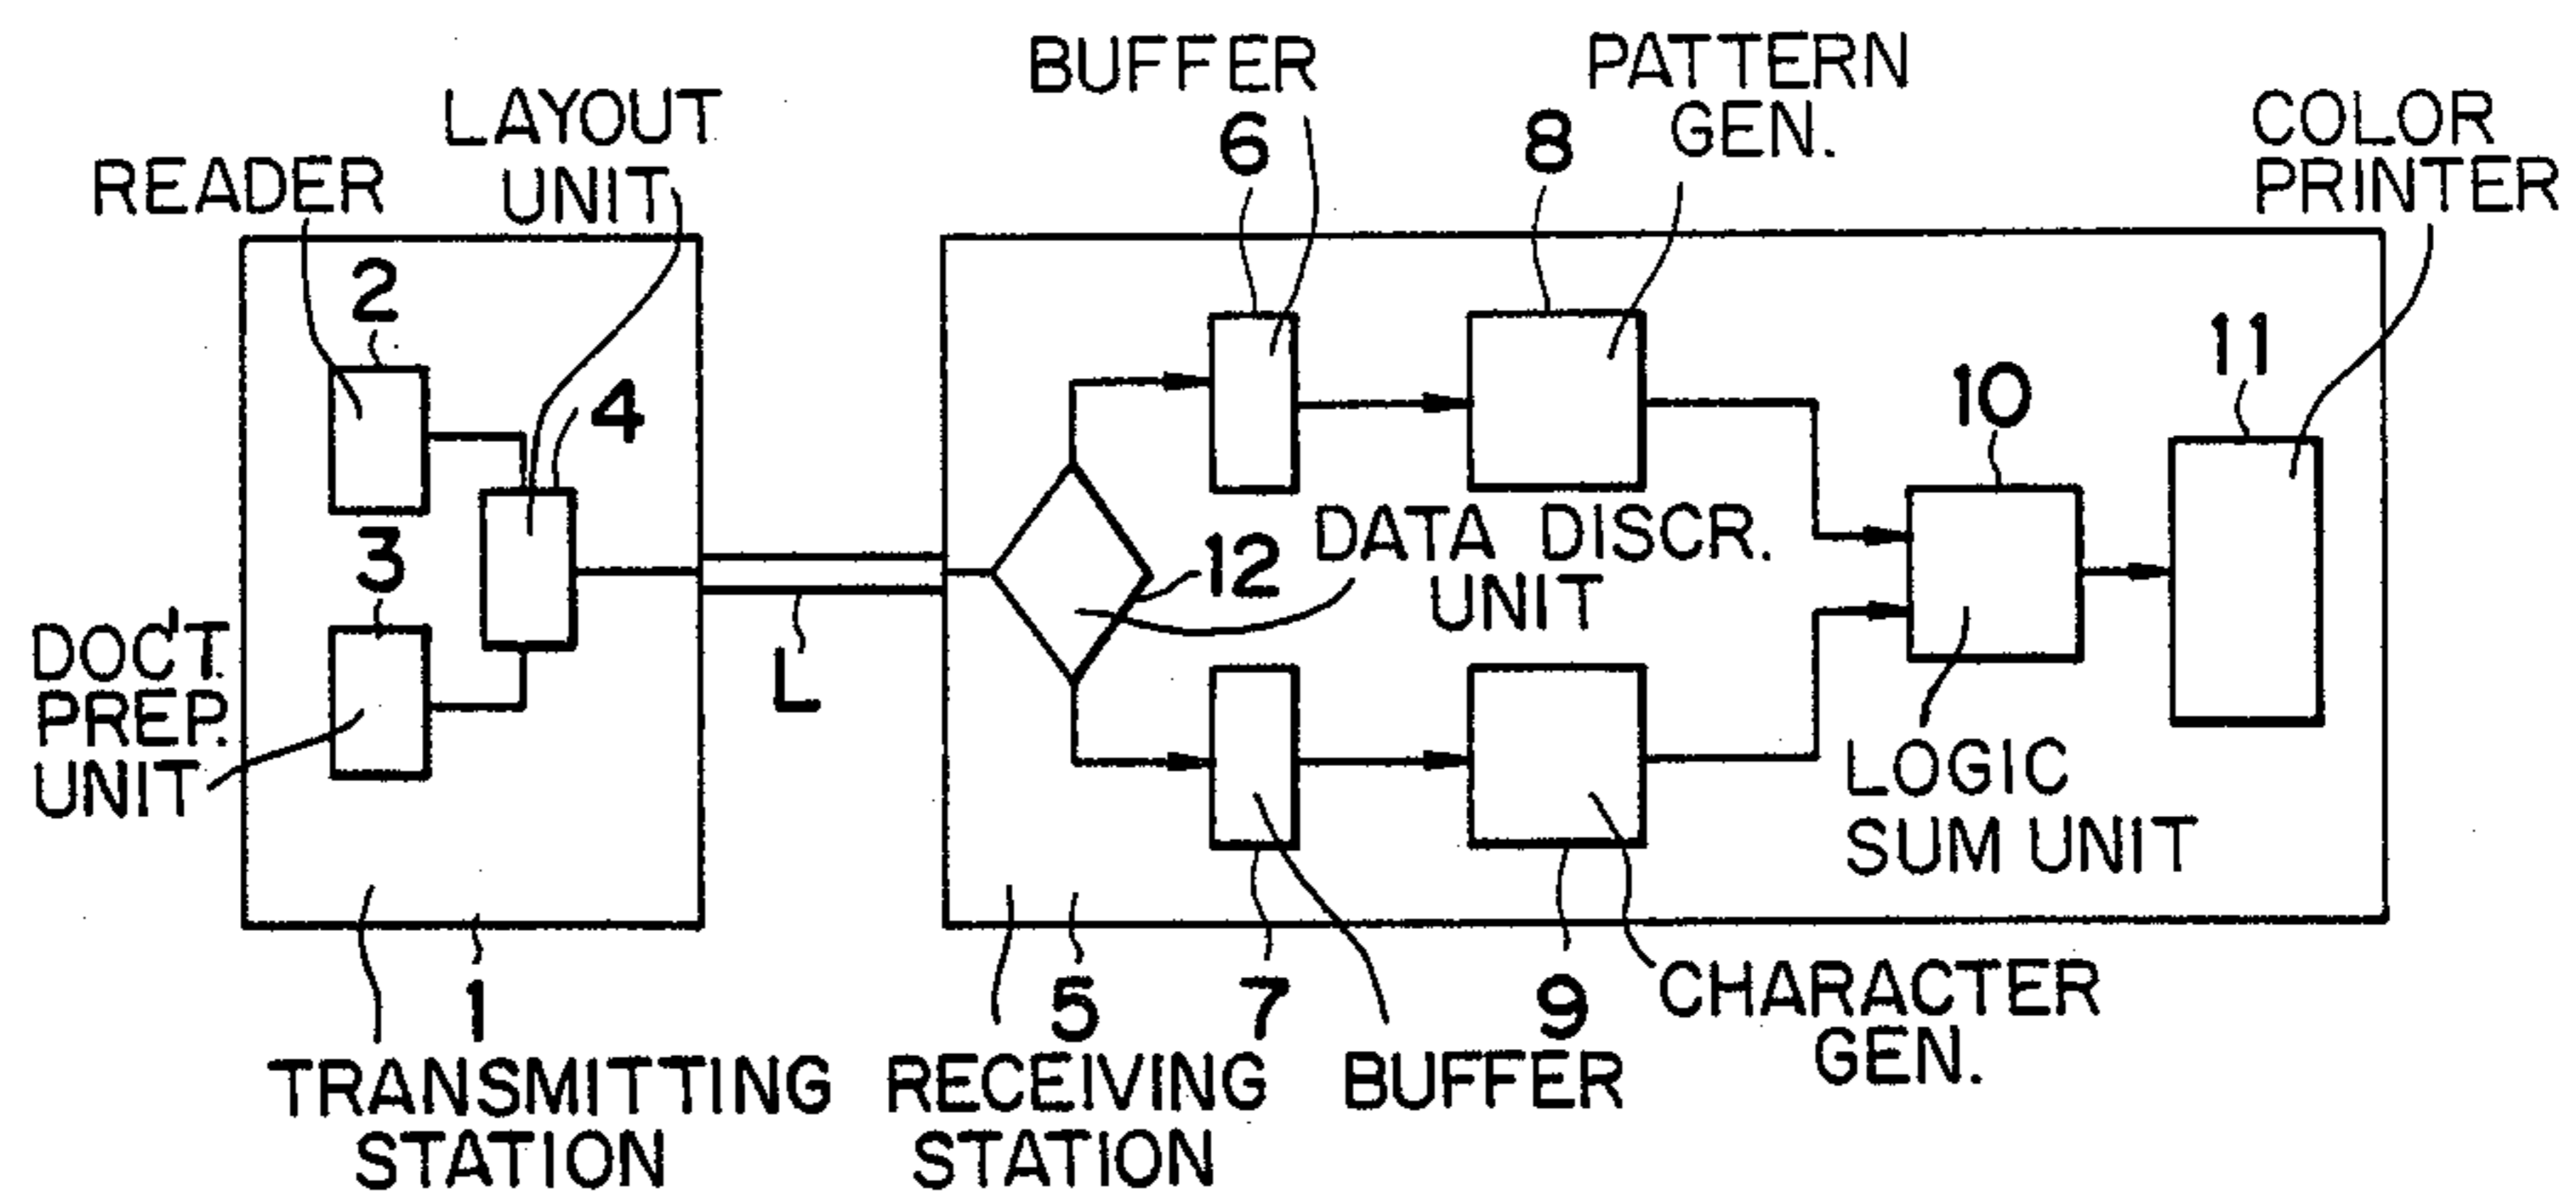 BUFFER
6
PATTERN
GEN.
8
COLOR
PRINTER
LAYOUT
UNIT
READER
2
4
3
DOC'T.
PREP.
UNIT
L
12
DATA DISCR.
UNIT
10
11
LOGIC
SUM UNIT
1
TRANSMITTING
STATION
5
RECEIVING
STATION
7
BUFFER
9
CHARACTER
GEN.